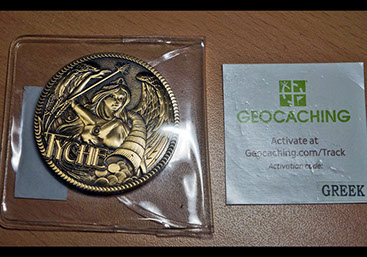 TYCHE
GEOCACHING
Activate at
Geocaching.com/Track
Activation code:
GREEK